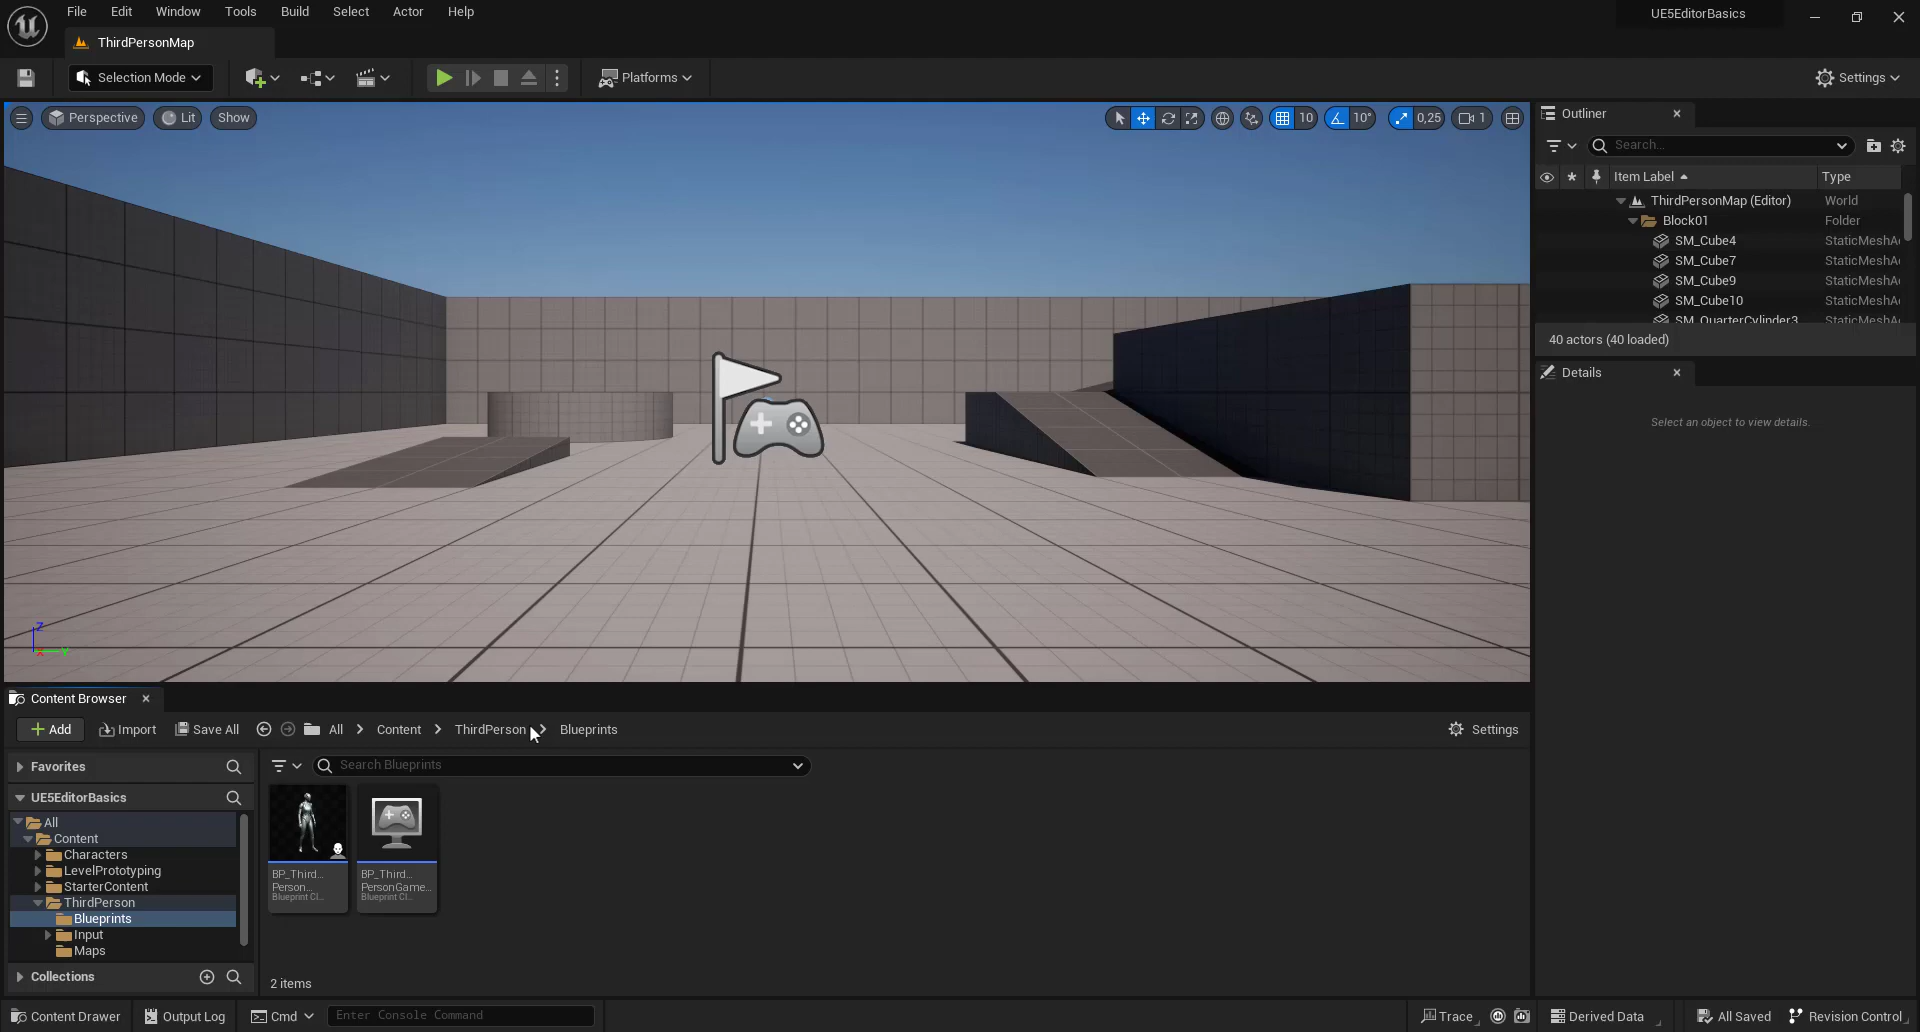 File Edit Window Tools Build Select Actor Help
UE5EditorBasics
ThirdPersonMap
Selection Mode
Platforms
Settings
Perspective Lit Show
10 10° 0,25 1
Outliner
Search...
Item Label Type
ThirdPersonMap (Editor) World
Block01 Folder
SM_Cube4 StaticMeshA
SM_Cube7 StaticMeshA
SM_Cube9 StaticMeshA
SM_Cube10 StaticMeshA
SM_QuarterCylinder3 StaticMeshA
40 actors (40 loaded)
Details
Select an object to view details.
Z
X Y
Content Browser
Add Import Save All All Content ThirdPerson Blueprints Settings
Favorites
Search Blueprints
UE5EditorBasics
All
Content
Characters
LevelPrototyping
StarterContent
ThirdPerson
Blueprints
Input
Maps
Collections
BP_Third...
Person...
Blueprint Cl...
BP_Third...
PersonGame...
Blueprint Cl...
2 items
Content Drawer Output Log Cmd Enter Console Command Trace Derived Data All Saved Revision Control